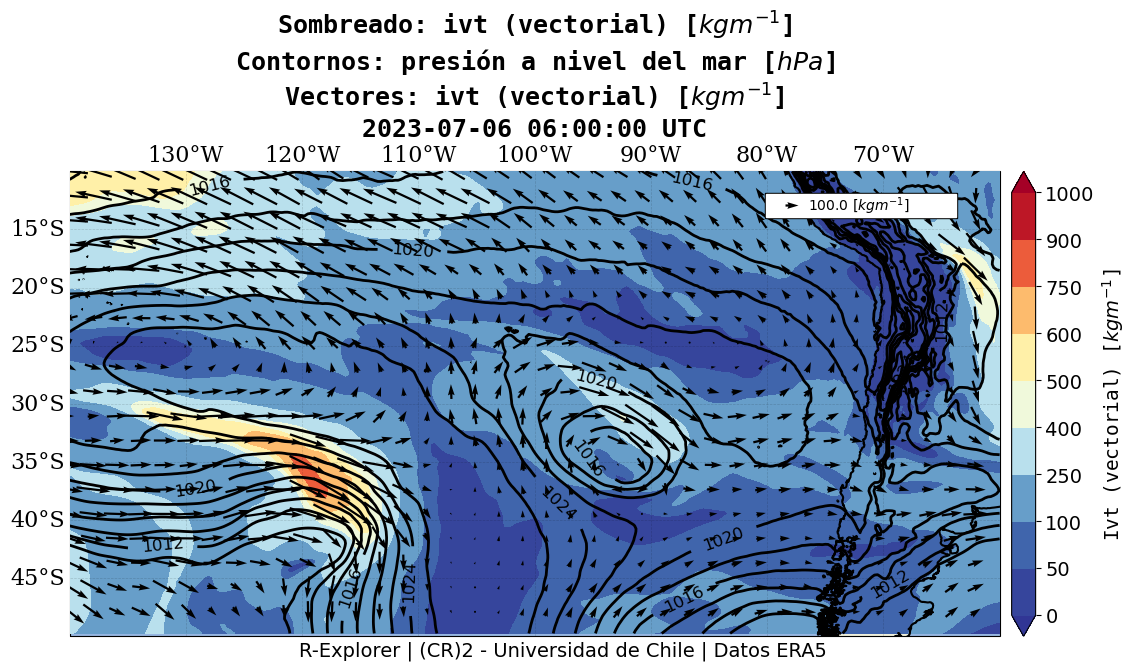 Sombreado: ivt (vectorial) [kgm⁻¹]
Contornos: presión a nivel del mar [hPa]
Vectores: ivt (vectorial) [kgm⁻¹]
2023-07-06 06:00:00 UTC
130°W 120°W 110°W 100°W 90°W 80°W 70°W
1016 1016
100.0 [kgm⁻¹]
15°S
1020
20°S
25°S
1012
1020
30°S
35°S
1016
1020
1024
40°S
1020
1012
45°S
1016
1024
1016
1012
1000
900
750
600
500
400
250
100
50
0
Ivt (vectorial) [kgm⁻¹]
R-Explorer | (CR)2 - Universidad de Chile | Datos ERA5